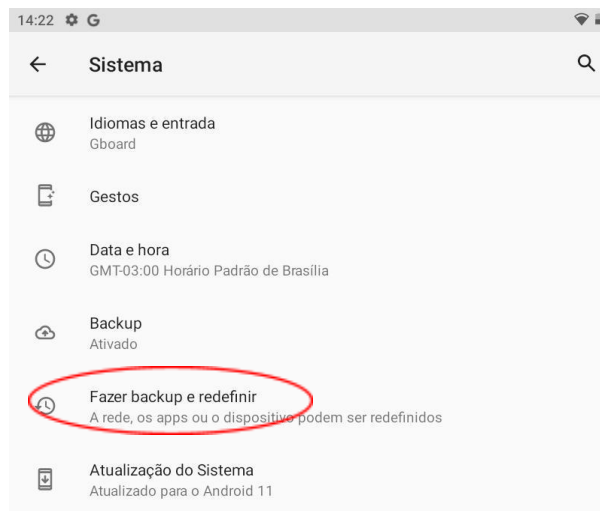 14:22 G
Sistema
Idiomas e entrada
Gboard
Gestos
Data e hora
GMT-03:00 Horário Padrão de Brasília
Backup
Ativado
Fazer backup e redefinir
A rede, os apps ou o dispositivo podem ser redefinidos
Atualização do Sistema
Atualizado para o Android 11